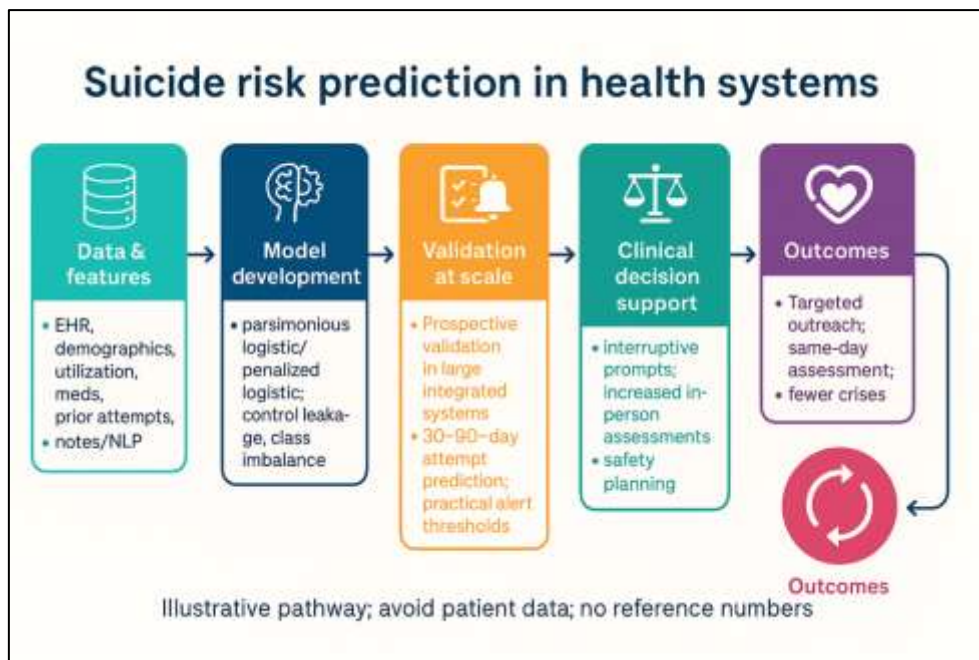 Suicide risk prediction in health systems
Data &
features
• EHR,
demographics,
utilization,
meds,
prior attempts,
• notes/NLP
Model
development
• parsimonious
logistic/
penalized
logistic;
control leaka-
ge, class
imbalance
Validation
at scale
• Prospective
validation
in large
integrated
systems
• 30-90-day
attempt
prediction;
practical alert
thresholds
Clinical
decision
support
• interruptive
prompts;
increased in-
person
assessments
• safety
planning
Outcomes
• Targeted
outreach;
same-day
assessment;
• fewer crises
Outcomes
Illustrative pathway; avoid patient data; no reference numbers